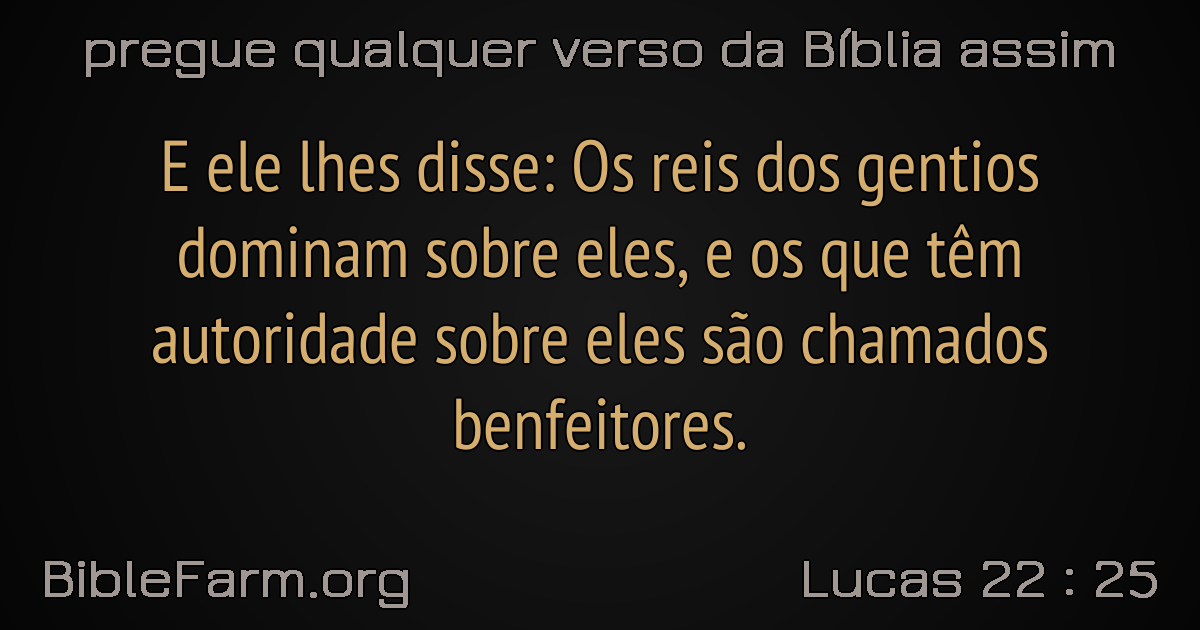 pregue qualquer verso da Bíblia assim
E ele lhes disse: Os reis dos gentios
dominam sobre eles, e os que têm
autoridade sobre eles são chamados
benfeitores.
BibleFarm.org
Lucas 22 : 25